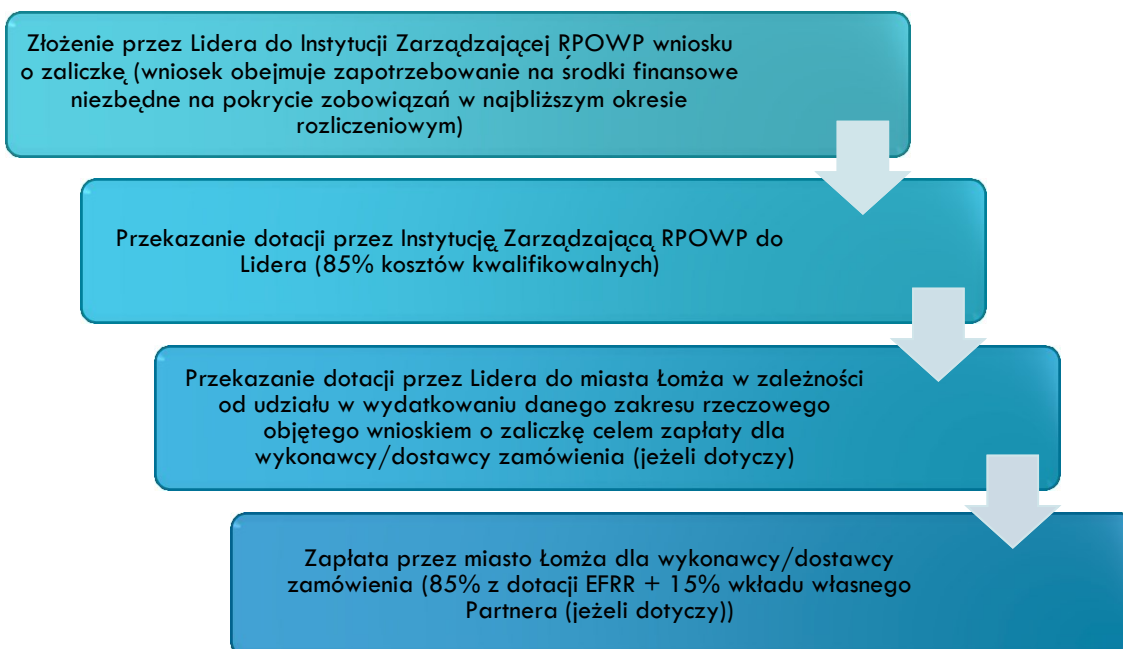 Złożenie przez Lidera do Instytucji Zarządzającej RPOWP wniosku
o zaliczkę (wniosek obejmuje zapotrzebowanie na środki finansowe
niezbędne na pokrycie zobowiązań w najbliższym okresie
rozliczeniowym)
Przekazanie dotacji przez Instytucję Zarządzającą RPOWP do
Lidera (85% kosztów kwalifikowalnych)
Przekazanie dotacji przez Lidera do miasta Łomża w zależności
od udziału w wydatkowaniu danego zakresu rzeczowego
objętego wnioskiem o zaliczkę celem zapłaty dla
wykonawcy/dostawcy zamówienia (jeżeli dotyczy)
Zapłata przez miasto Łomża dla wykonawcy/dostawcy
zamówienia (85% z dotacji EFRR + 15% wkładu własnego
Partnera (jeżeli dotyczy))